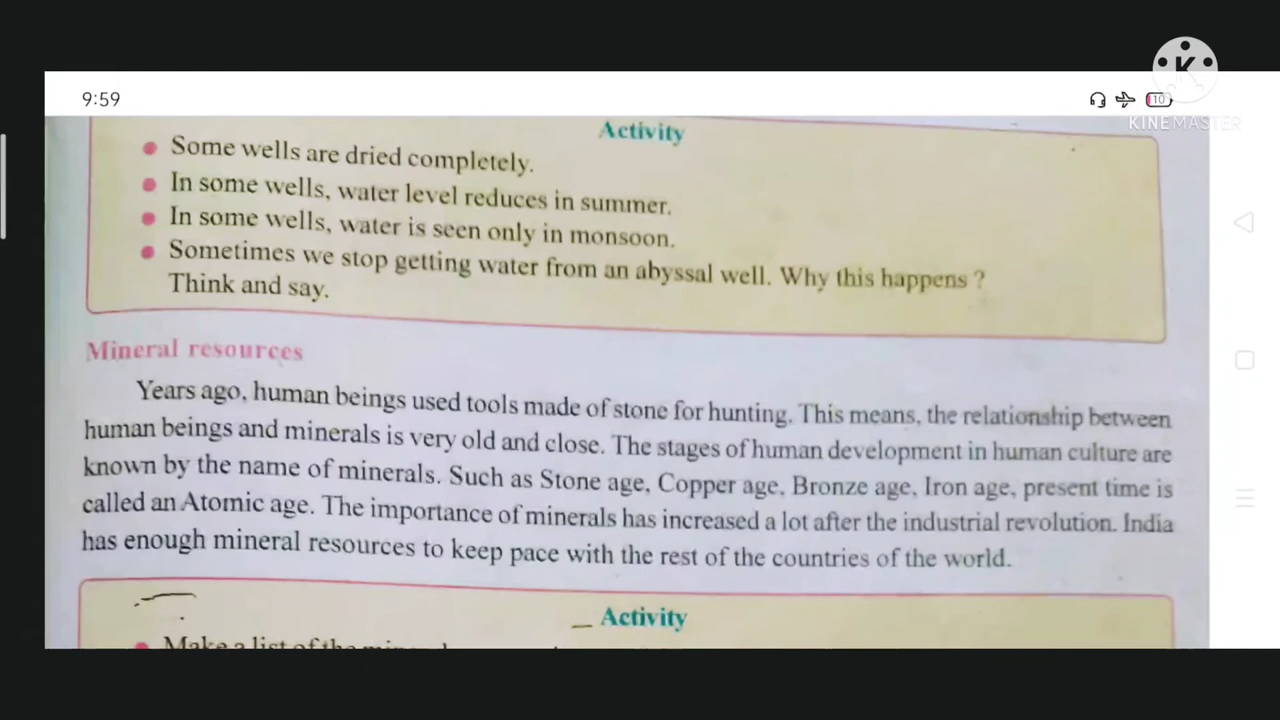 9:59
10
KINEMASTER
Activity
Some wells are dried completely.
In some wells, water level reduces in summer.
In some wells, water is seen only in monsoon.
Sometimes we stop getting water from an abyssal well. Why this happens ?
Think and say.
Mineral resources
Years ago, human beings used tools made of stone for hunting. This means, the relationship between
human beings and minerals is very old and close. The stages of human development in human culture are
known by the name of minerals. Such as Stone age, Copper age, Bronze age, Iron age, present time is
called an Atomic age. The importance of minerals has increased a lot after the industrial revolution. India
has enough mineral resources to keep pace with the rest of the countries of the world.
Activity
Make a list of the